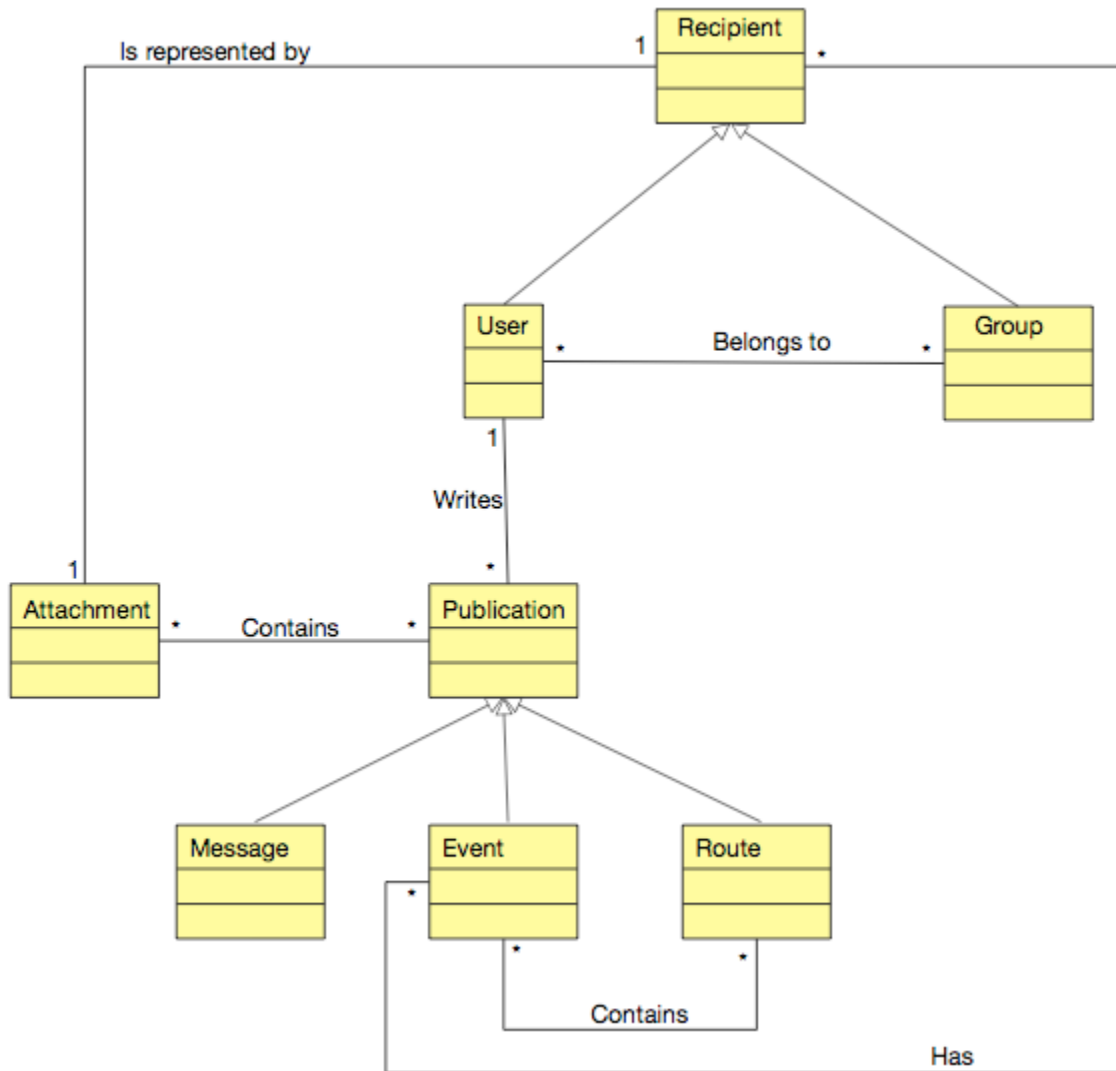 Recipient
Is represented by
1
*
User
Group
Belongs to
*
*
1
Writes
*
1
Attachment
Publication
*
Contains
*
Message
Event
Route
*
*
*
Contains
Has